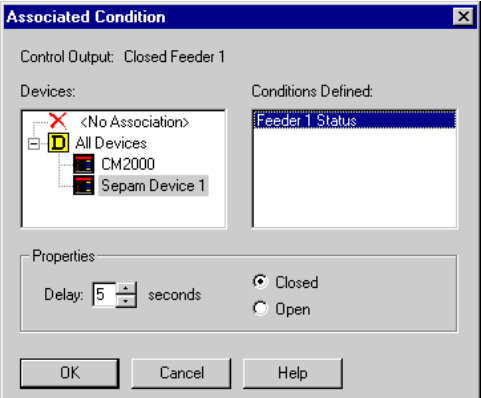 Associated Condition
Control Output: Closed Feeder 1
Devices:
Conditions Defined:
<No Association>
Feeder 1 Status
D All Devices
CM2000
Sepam Device 1
Properties
Delay: 5 seconds
Closed
Open
OK
Cancel
Help